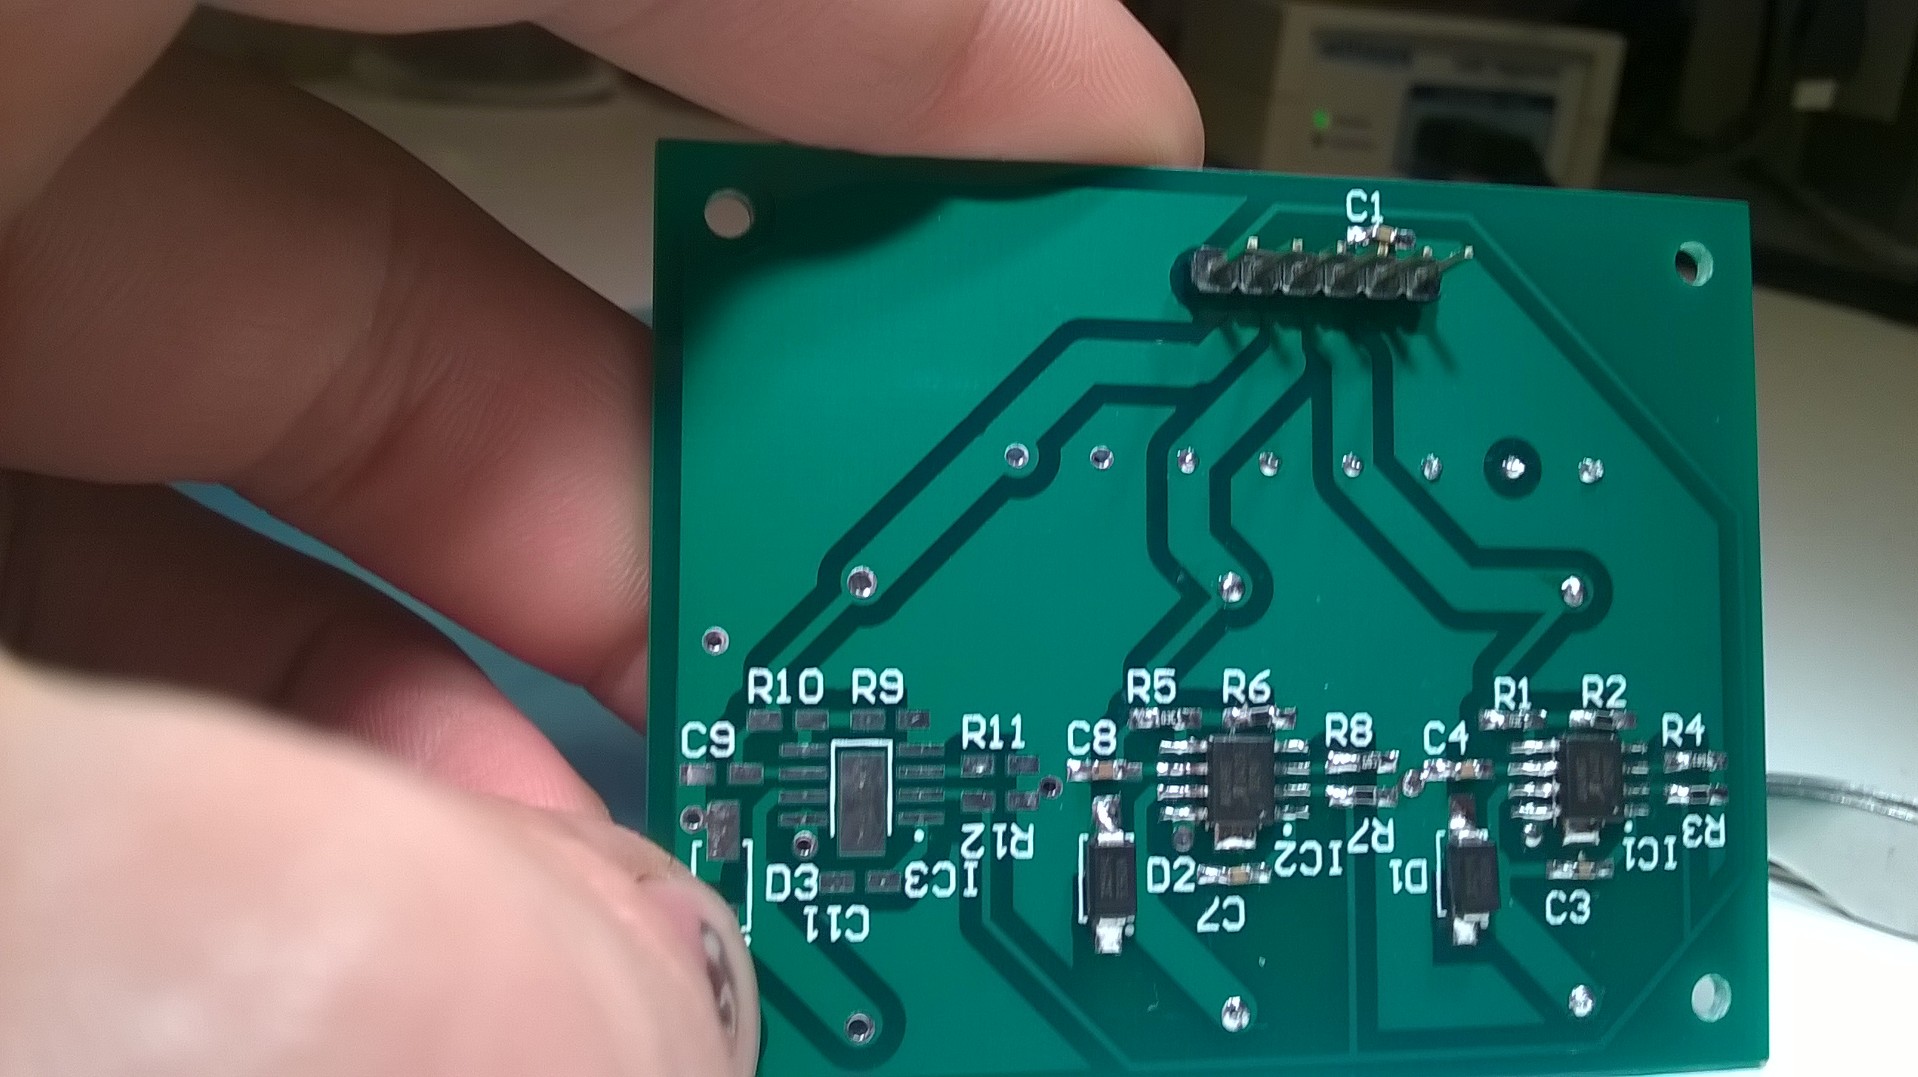 C1
R10 R9 R5 R6 R1 R2
C9 R11 C8 R8 C4 R4
R12 R7 R3
D3 IC3 D2 IC2 D1 IC1
C11 C7 C3